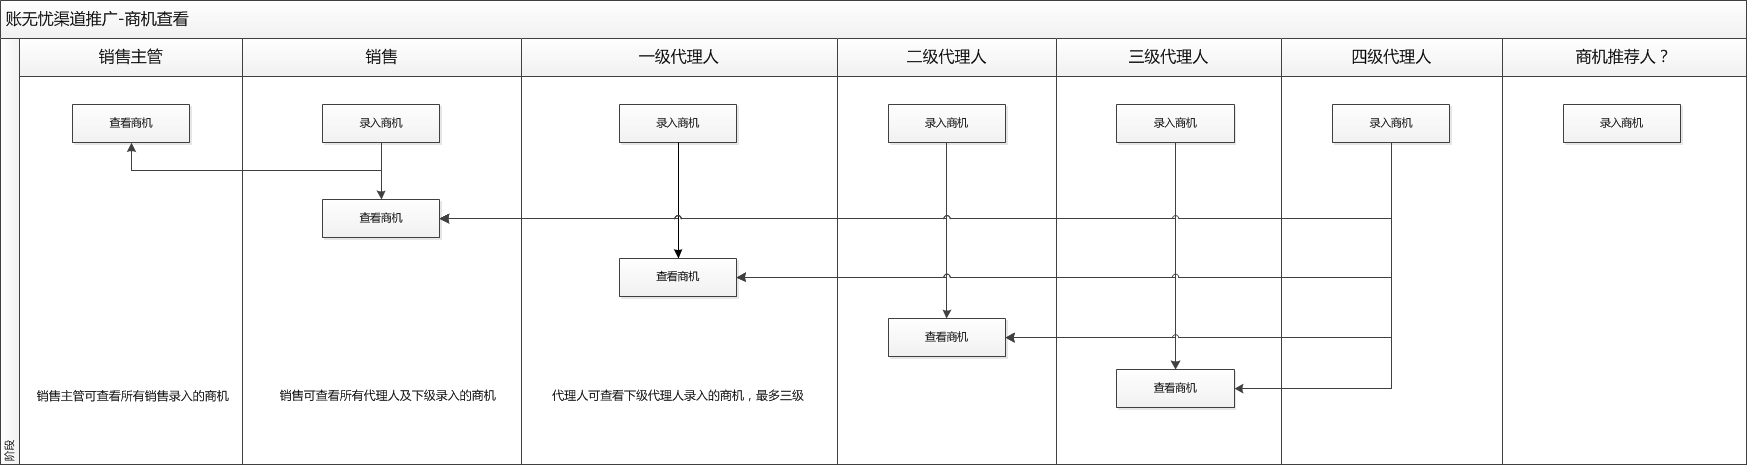 账无忧渠道推广-商机查看
销售主管
销售
一级代理人
二级代理人
三级代理人
四级代理人
商机推荐人？
查看商机
录入商机
录入商机
录入商机
录入商机
录入商机
录入商机
查看商机
查看商机
查看商机
查看商机
销售主管可查看所有销售录入的商机
销售可查看所有代理人及下级录入的商机
代理人可查看下级代理人录入的商机，最多三级
阶段